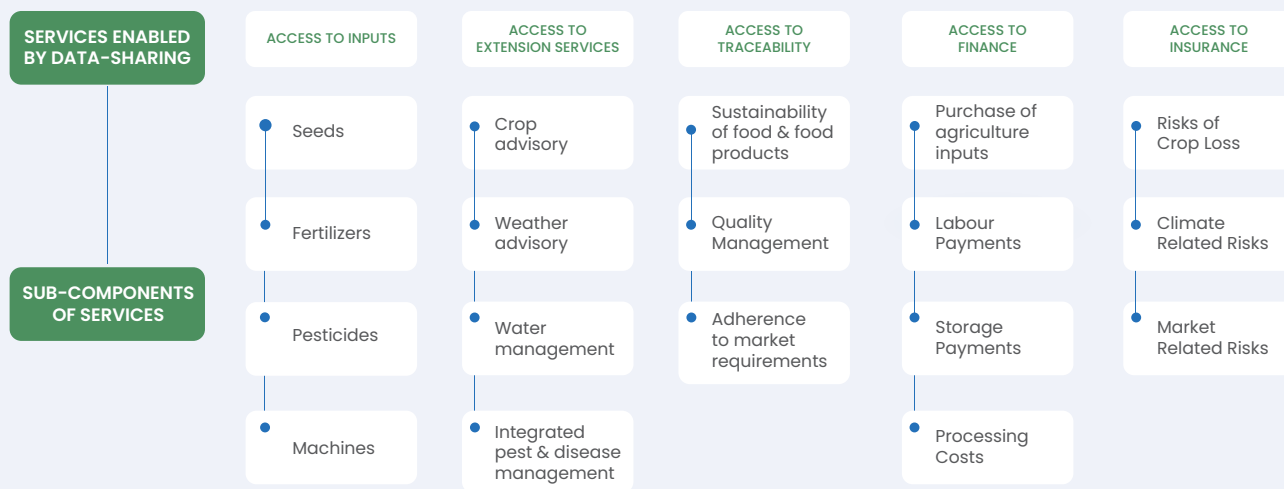 SERVICES ENABLED
BY DATA-SHARING
SUB-COMPONENTS
OF SERVICES
ACCESS TO INPUTS
Seeds
Fertilizers
Pesticides
Machines
ACCESS TO
EXTENSION SERVICES
Crop
advisory
Weather
advisory
Water
management
Integrated
pest & disease
management
ACCESS TO
TRACEABILITY
Sustainability
of food & food
products
Quality
Management
Adherence
to market
requirements
ACCESS TO
FINANCE
Purchase of
agriculture
inputs
Labour
Payments
Storage
Payments
Processing
Costs
ACCESS TO
INSURANCE
Risks of
Crop Loss
Climate
Related Risks
Market
Related Risks